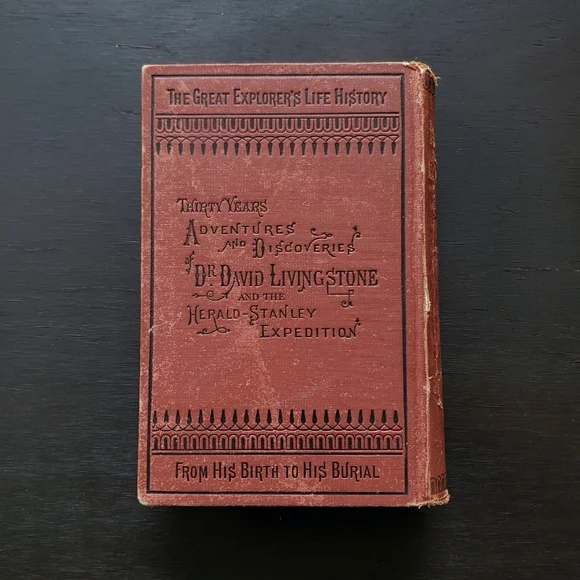 THE GREAT EXPLORER'S LIFE HISTORY
THIRTY YEARS
ADVENTURES
AND DISCOVERIES
of
DR. DAVID LIVINGSTONE
AND THE
HERALD-STANLEY
EXPEDITION
FROM HIS BIRTH TO HIS BURIAL